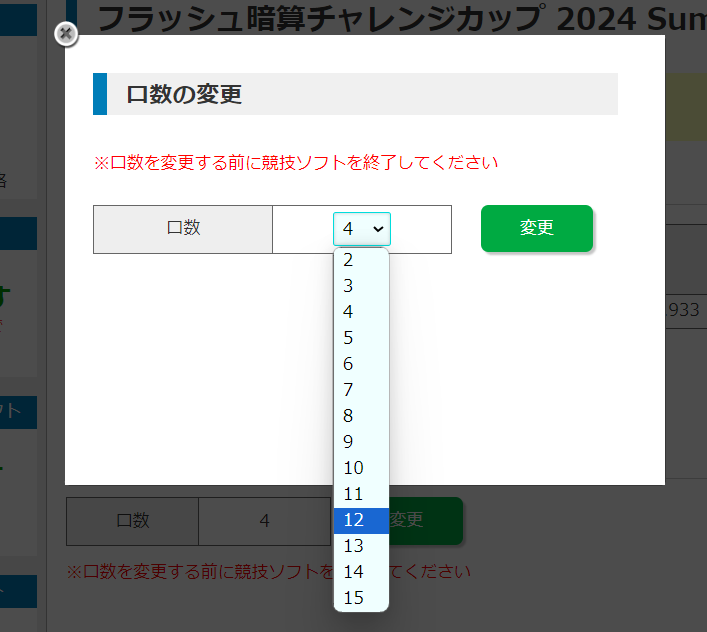 フラッシュ暗算チャレンジカップ 2024 Sum
口数の変更
※口数を変更する前に競技ソフトを終了してください
口数
4
変更
2
3
4
5
6
7
8
9
10
11
12
13
14
15
933
口数
4
変更
※口数を変更する前に競技ソフトを
てください